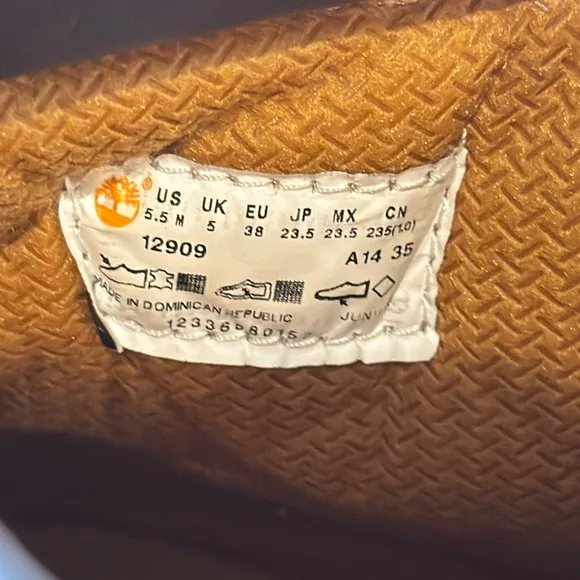 ® US UK EU JP MX CN
5.5 M 5 38 23.5 23.5 235(1.0)
12909 A14 35
MADE IN DOMINICAN REPUBLIC